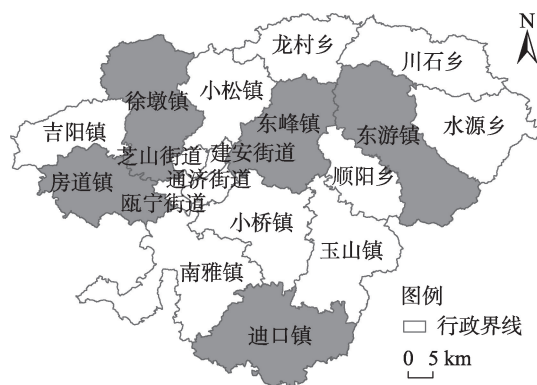 N
龙村乡
川石乡
徐墩镇
小松镇
吉阳镇
东峰镇
东游镇
水源乡
芝山街道
建安街道
房道镇
通济街道
顺阳乡
瓯宁街道
小桥镇
玉山镇
南雅镇
图例
行政界线
迪口镇
0 5 km